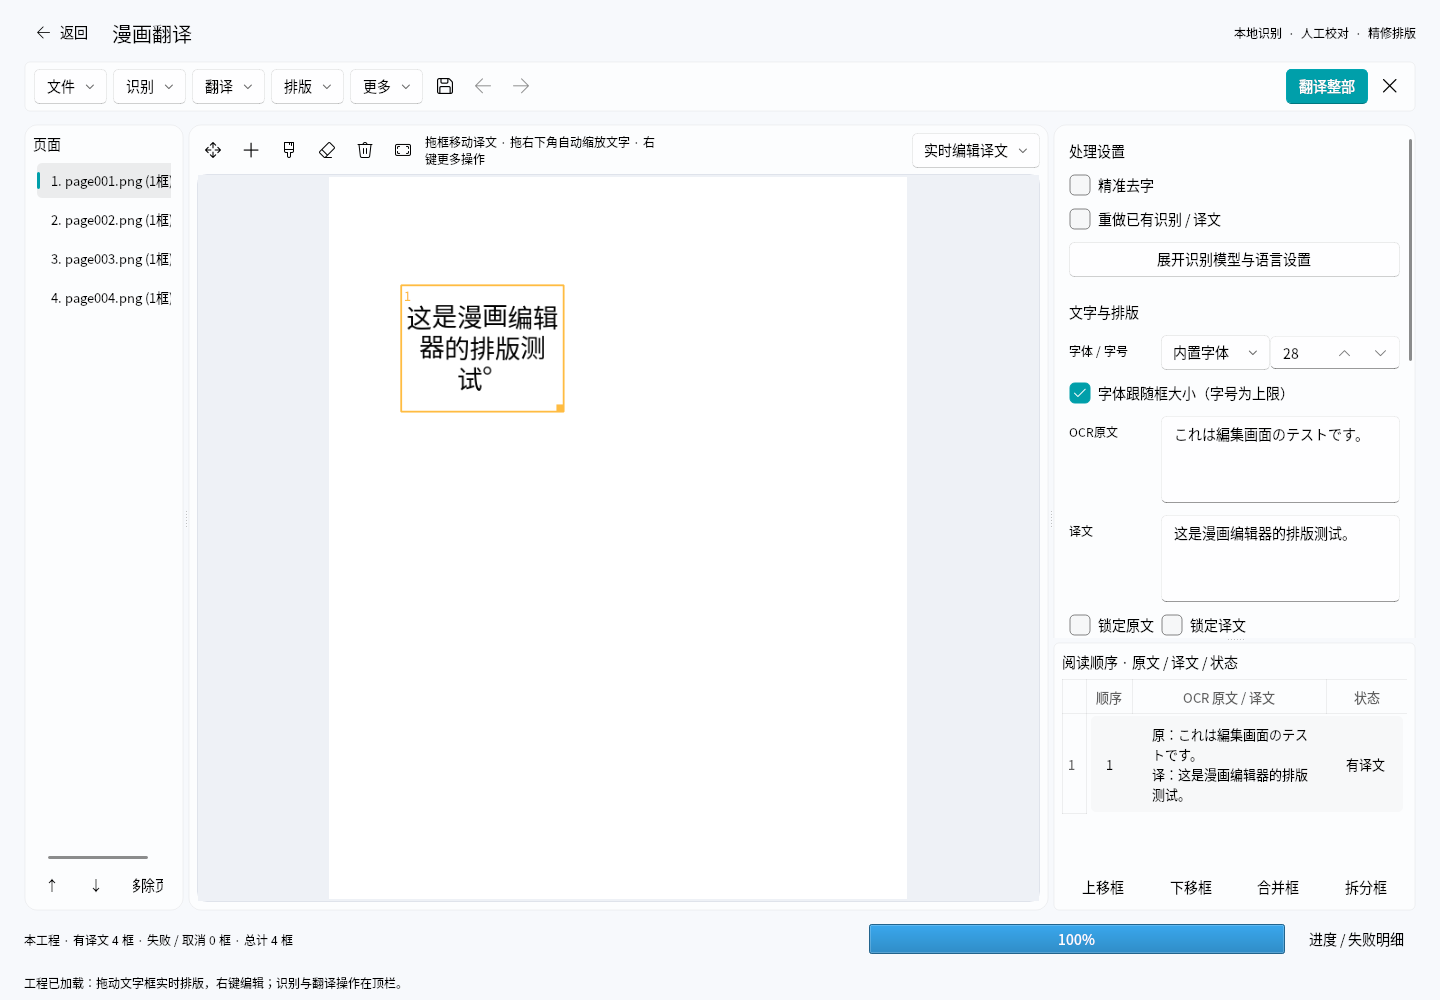 返回
漫画翻译
本地识别 · 人工校对 · 精修排版
文件
识别
翻译
排版
更多
翻译整部
页面
1. page001.png (1框)
2. page002.png (1框)
3. page003.png (1框)
4. page004.png (1框)
拖框移动译文 · 拖右下角自动缩放文字 · 右
键更多操作
实时编辑译文
1
这是漫画编辑
器的排版测
试。
处理设置
精准去字
重做已有识别 / 译文
展开识别模型与语言设置
文字与排版
字体 / 字号
内置字体
28
字体跟随框大小（字号为上限）
OCR原文
これは編集画面のテストです。
译文
这是漫画编辑器的排版测试。
锁定原文
锁定译文
阅读顺序 · 原文 / 译文 / 状态
顺序
OCR 原文 / 译文
状态
1
1
原：これは編集画面のテス
トです。
译：这是漫画编辑器的排版
测试。
有译文
↑
↓
移除页
上移框
下移框
合并框
拆分框
本工程 · 有译文 4 框 · 失败 / 取消 0 框 · 总计 4 框
100%
进度 / 失败明细
工程已加载：拖动文字框实时排版，右键编辑；识别与翻译操作在顶栏。